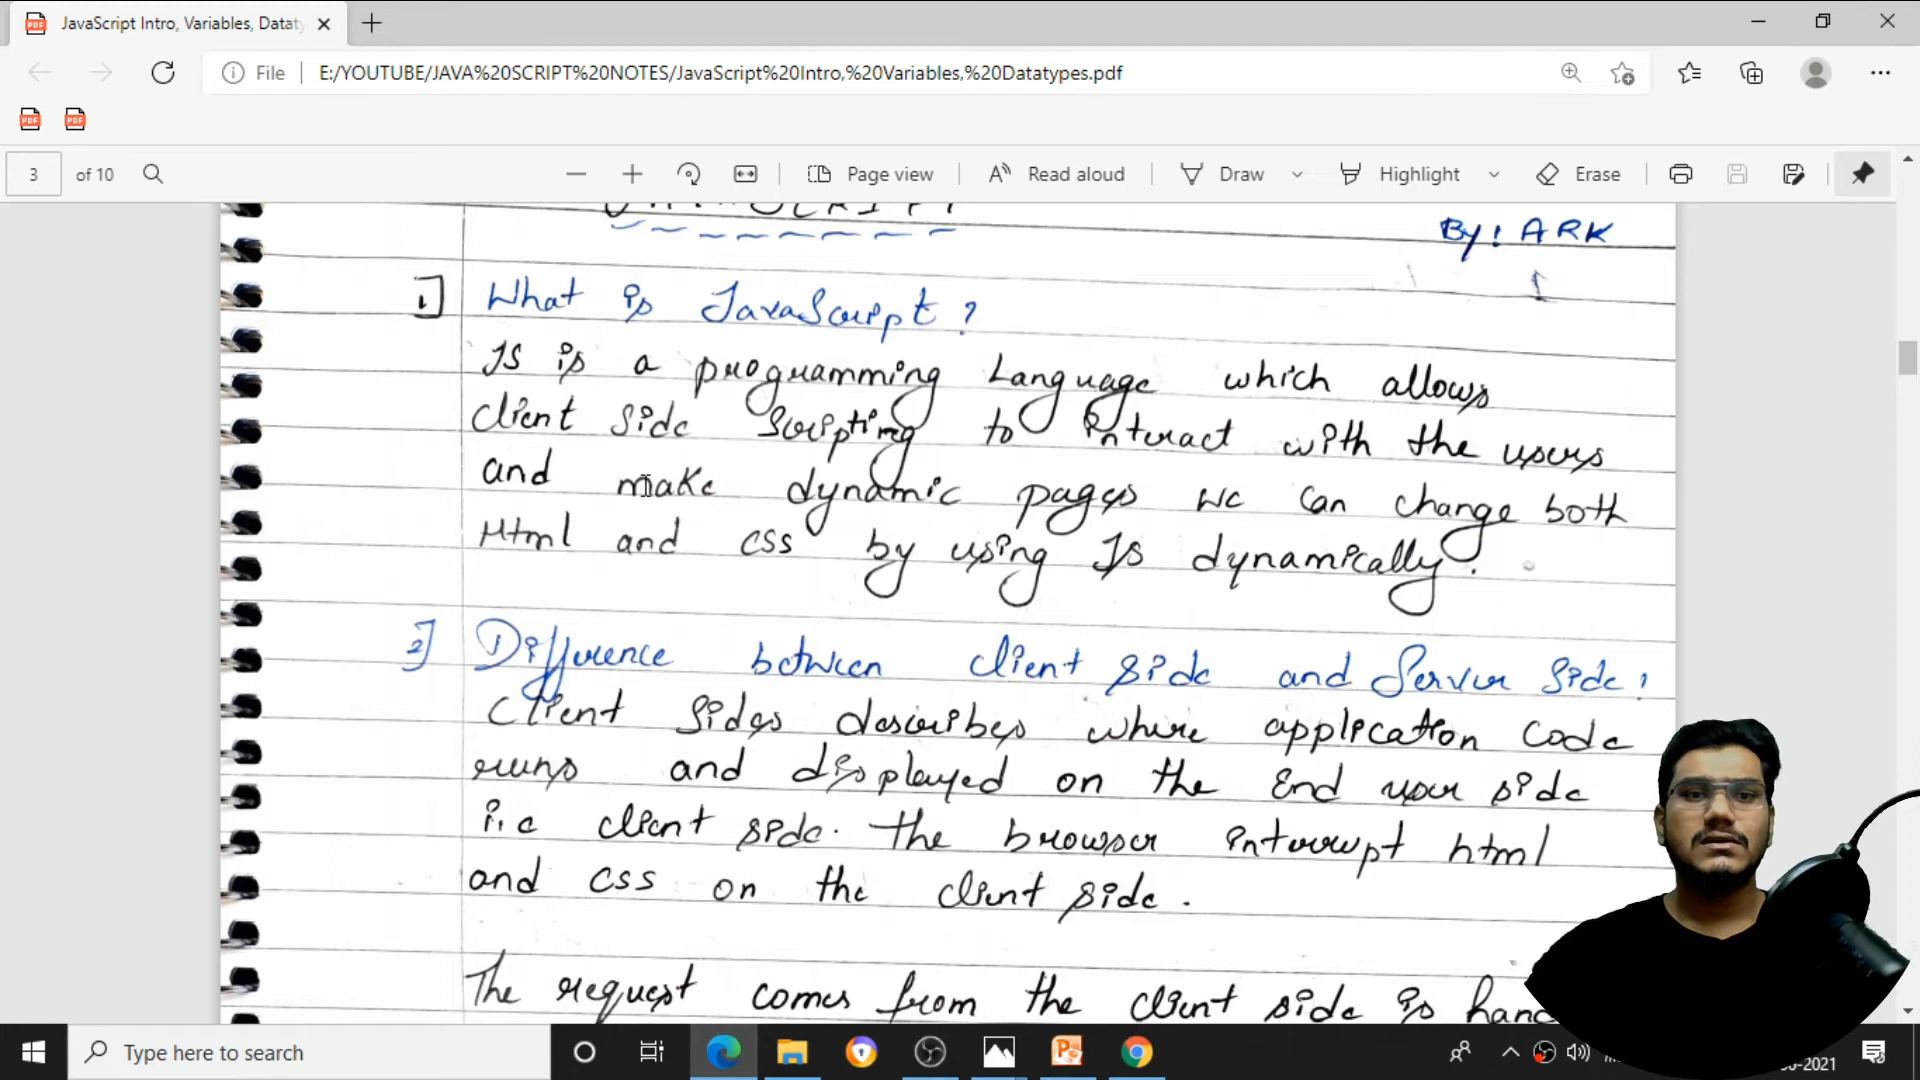 JavaScript Intro, Variables, Datat
File
E:/YOUTUBE/JAVA%20SCRIPT%20NOTES/JavaScript%20Intro,%20Variables,%20Datatypes.pdf
PDF PDF
3 of 10
Page view
Read aloud
Draw
Highlight
Erase
By: ARK
1] What is JavaScript?
JS is a programming Language which allows
client side scripting to interact with the users
and make dynamic pages we can change both
Html and css by using JS dynamically.
2] Difference between client side and Server side:
Client Sides describes where application code
runs and displayed on the End user side
i.e client side. The browser interrupt html
and css on the client side.
The request comes from the client side is han
Type here to search
-2021